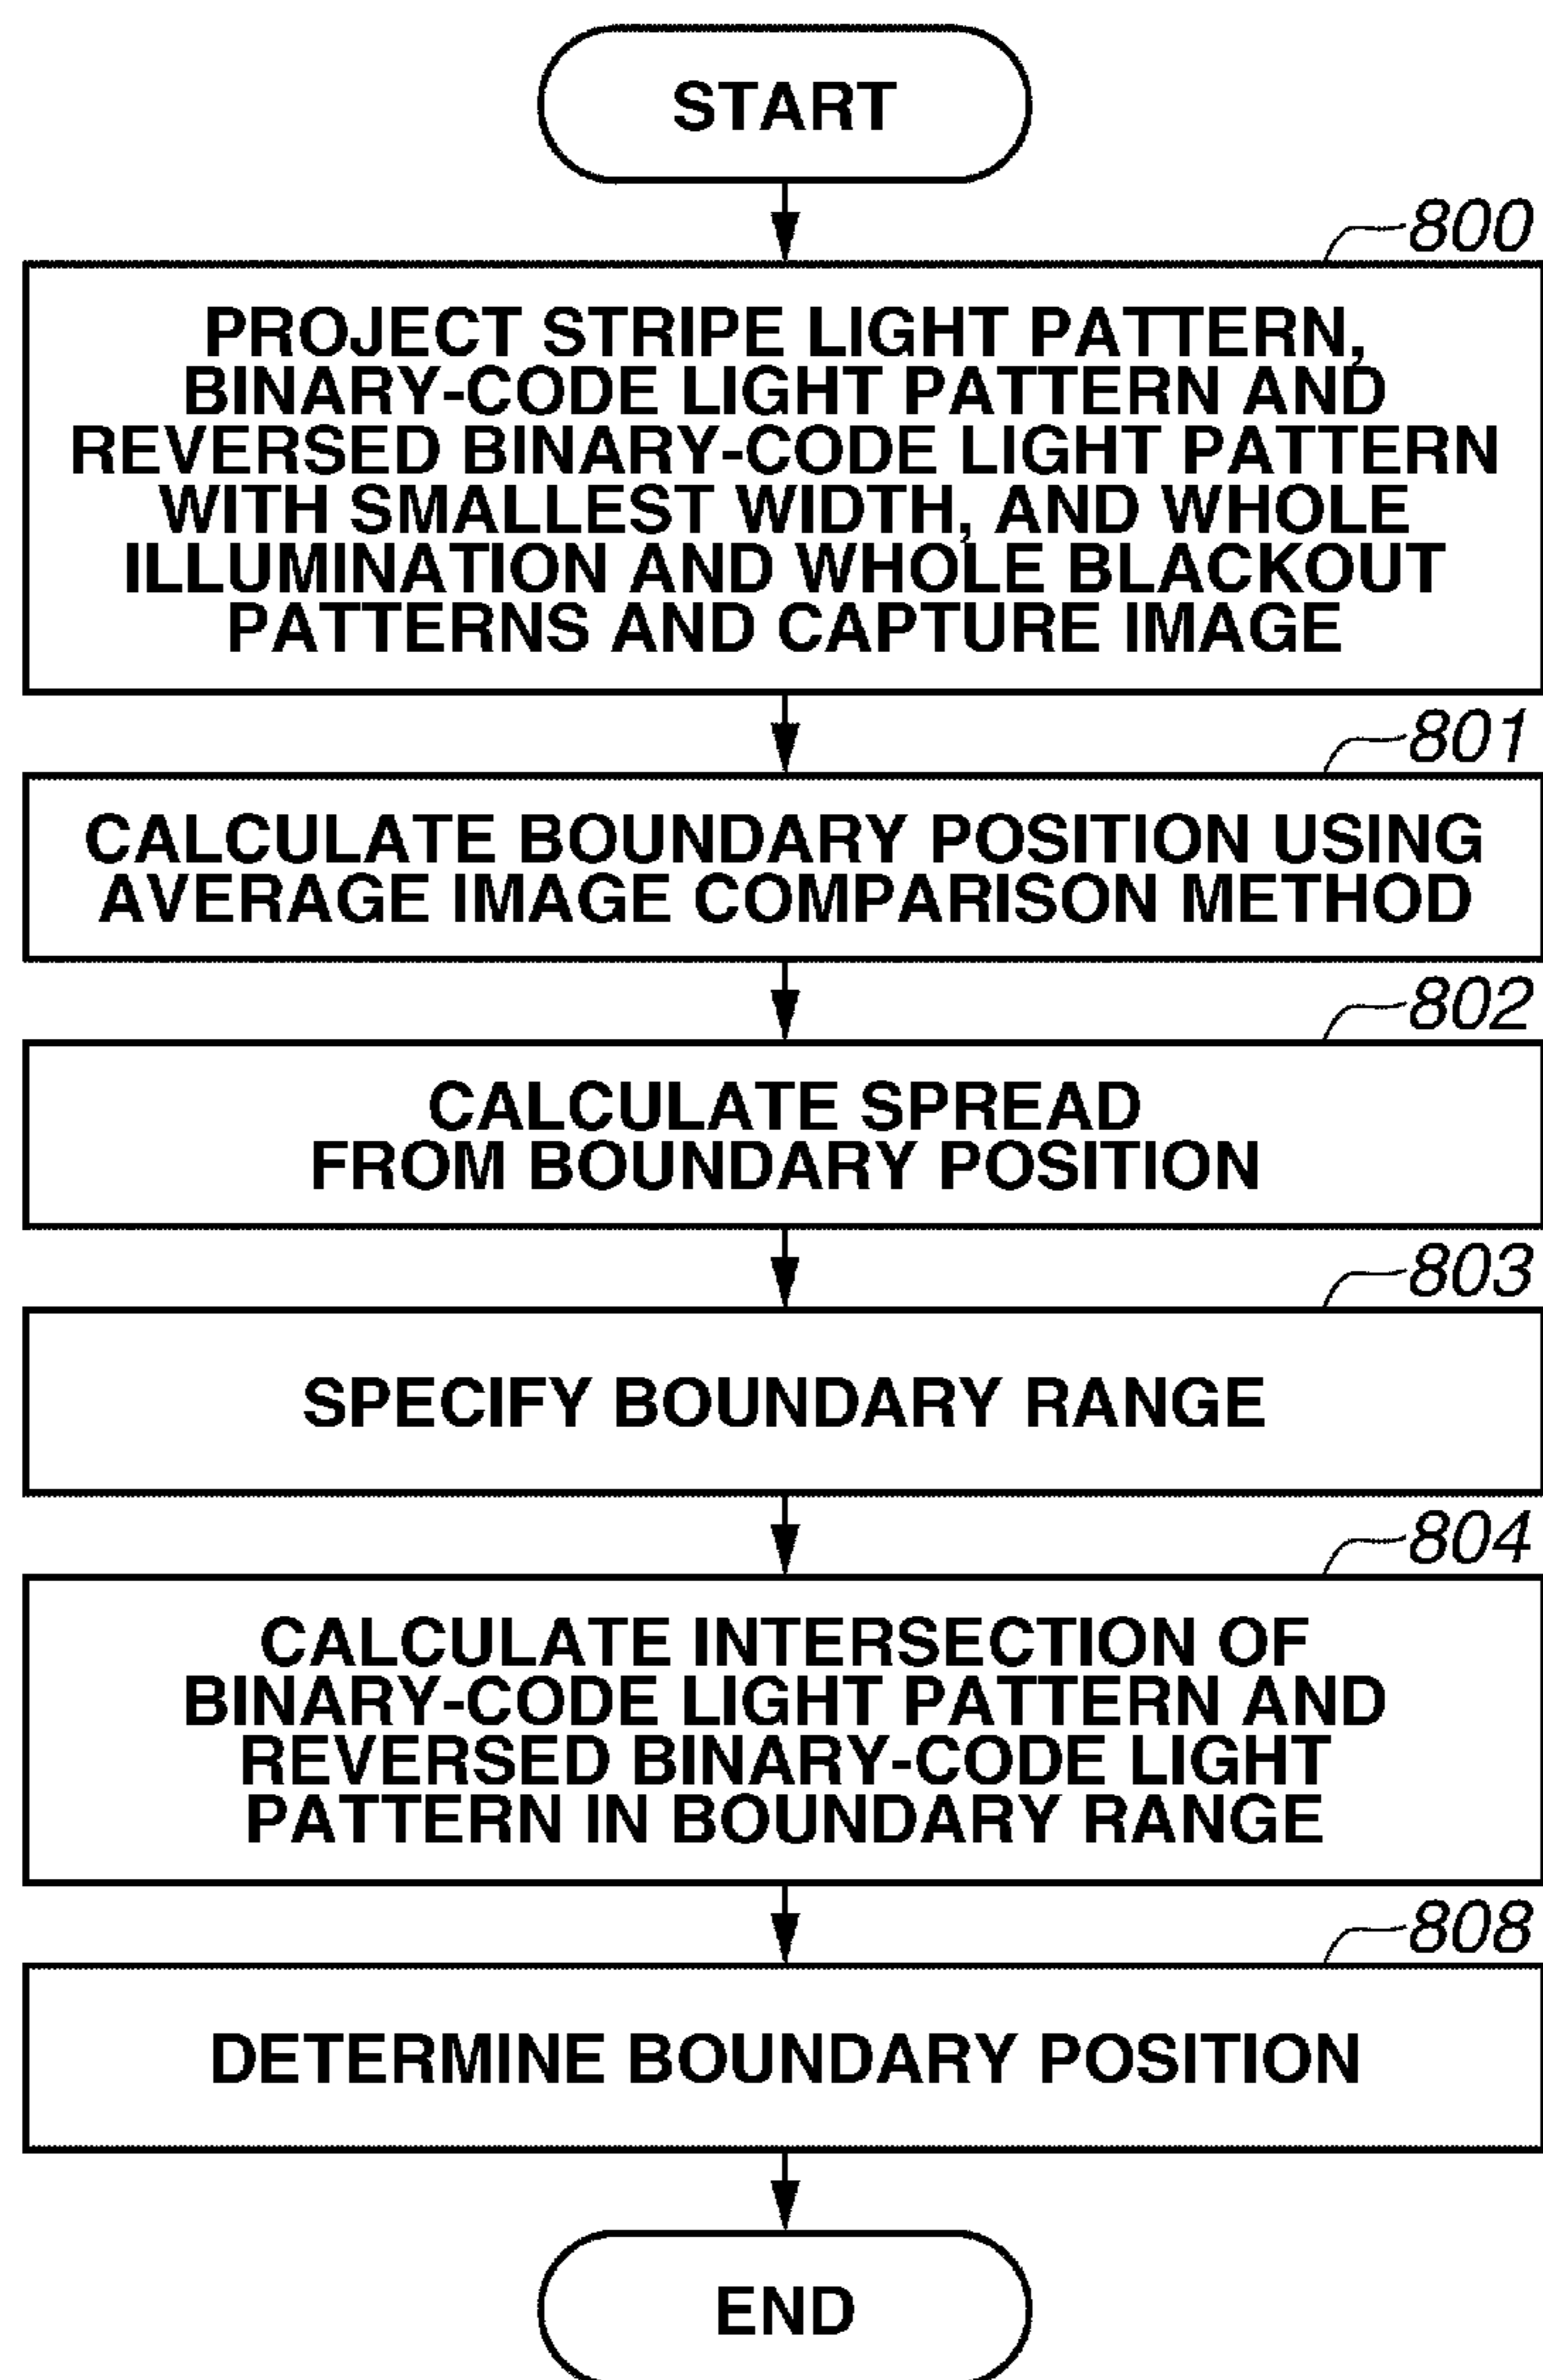 START
800
PROJECT STRIPE LIGHT PATTERN,
BINARY-CODE LIGHT PATTERN AND
REVERSED BINARY-CODE LIGHT PATTERN
WITH SMALLEST WIDTH, AND WHOLE
ILLUMINATION AND WHOLE BLACKOUT
PATTERNS AND CAPTURE IMAGE
801
CALCULATE BOUNDARY POSITION USING
AVERAGE IMAGE COMPARISON METHOD
802
CALCULATE SPREAD
FROM BOUNDARY POSITION
803
SPECIFY BOUNDARY RANGE
804
CALCULATE INTERSECTION OF
BINARY-CODE LIGHT PATTERN AND
REVERSED BINARY-CODE LIGHT
PATTERN IN BOUNDARY RANGE
808
DETERMINE BOUNDARY POSITION
END